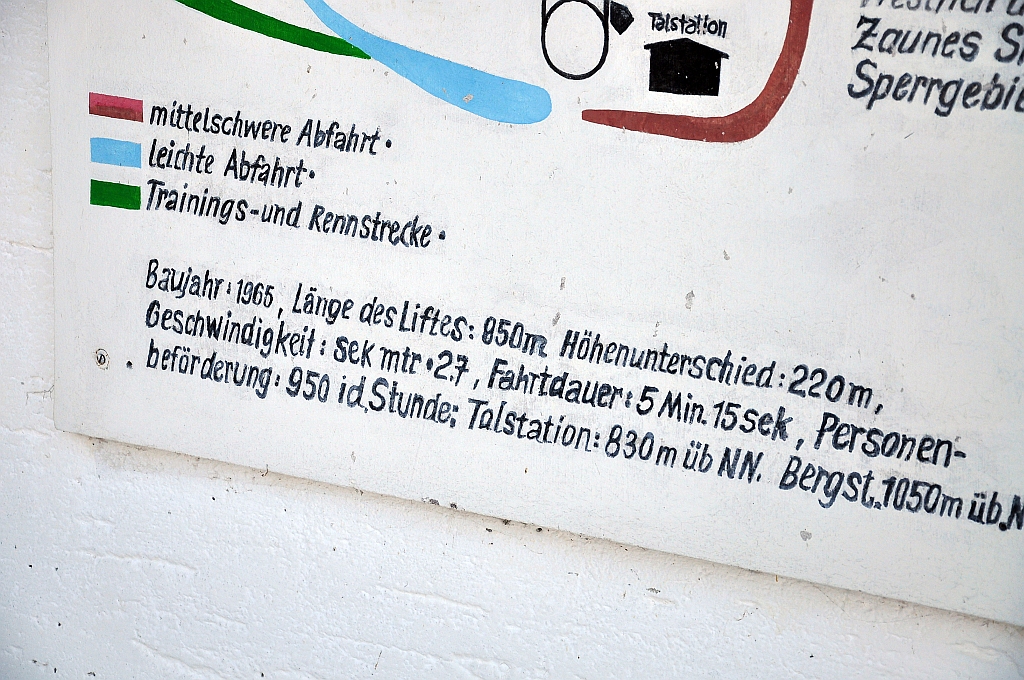 Talstation
Zaunes
mittelschwere Abfahrt.
leichte Abfahrt.
Trainings-und Rennstrecke.
Baujahr: 1965, Länge des Liftes: 850m Höhenunterschied: 220m,
Geschwindigkeit: sek mtr. 2.7, Fahrtdauer: 5 Min. 15 sek, Personen-
beförderung: 950 i d. Stunde; Talstation: 830m üb NN. Bergst. 1050m üb.